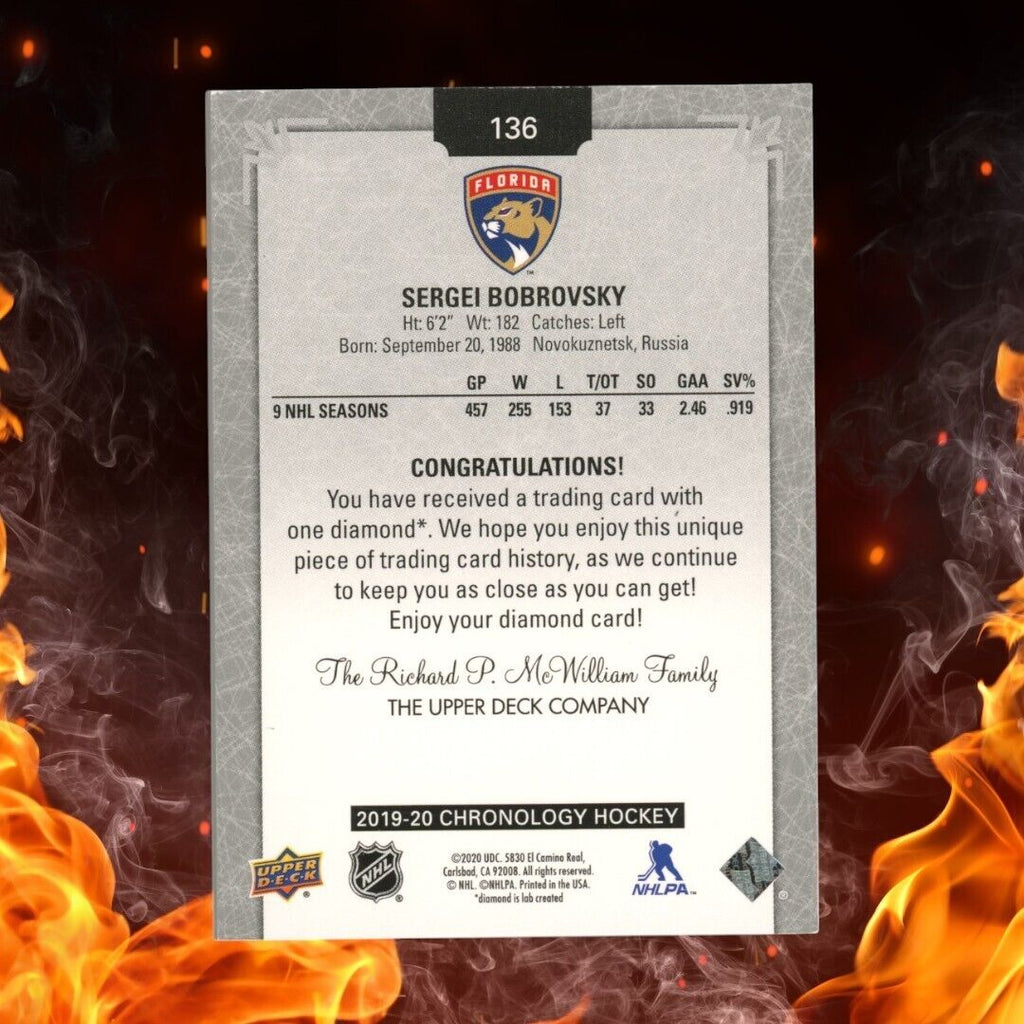 136
FLORIDA
™
SERGEI BOBROVSKY
Ht: 6'2" Wt: 182 Catches: Left
Born: September 20, 1988 Novokuznetsk, Russia
GP W L T/OT SO GAA SV%
9 NHL SEASONS 457 255 153 37 33 2.46 .919
CONGRATULATIONS!
You have received a trading card with
one diamond*. We hope you enjoy this unique
piece of trading card history, as we continue
to keep you as close as you can get!
Enjoy your diamond card!
The Richard P. McWilliam Family
THE UPPER DECK COMPANY
2019-20 CHRONOLOGY HOCKEY
UPPER
D·E·C·K ®
NHL ®
©2020 UDC. 5830 El Camino Real,
Carlsbad, CA 92008. All rights reserved.
© NHL. ©NHLPA. Printed in the USA.
*diamond is lab created
NHLPA™